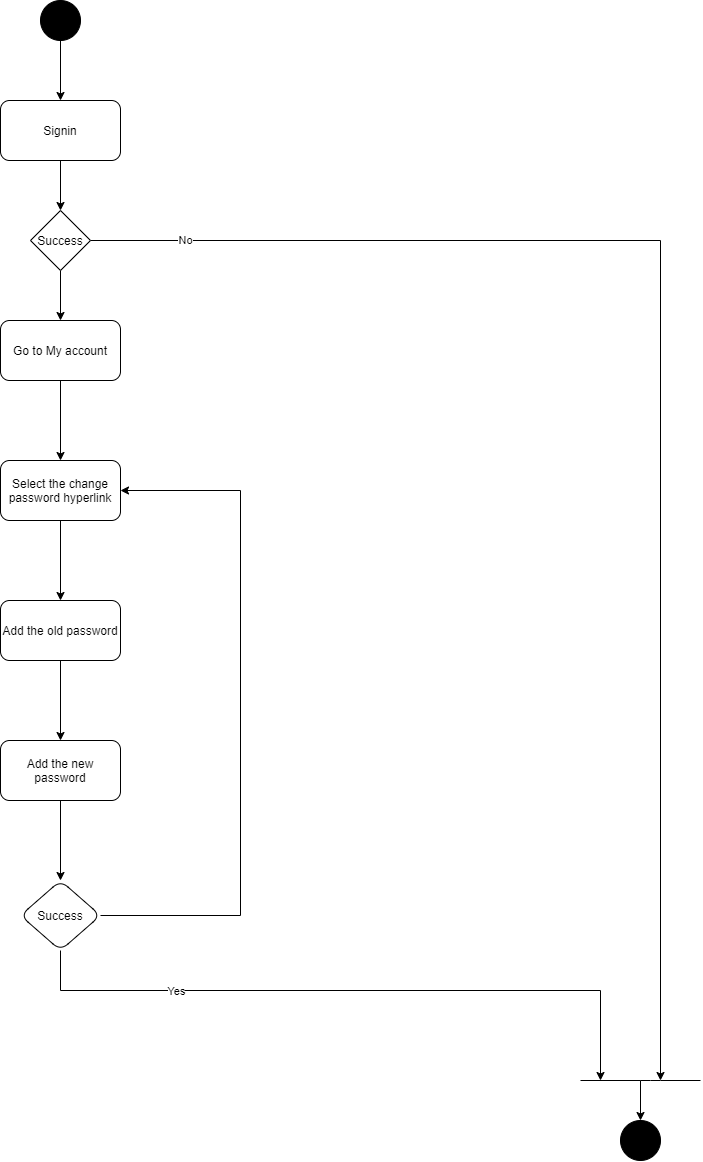 Signin
Success
No
Go to My account
Select the change
password hyperlink
Add the old password
Add the new
password
Success
Yes